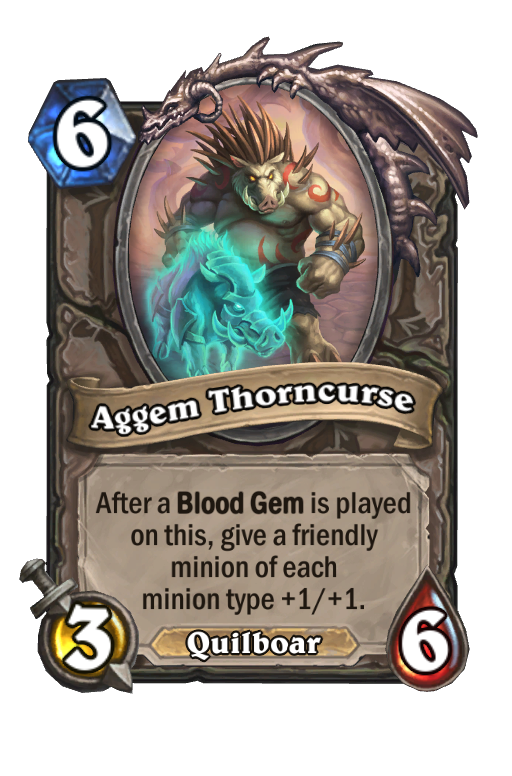 6
Aggem Thorncurse
After a Blood Gem is played
on this, give a friendly
minion of each
minion type +1/+1.
3
Quilboar
6